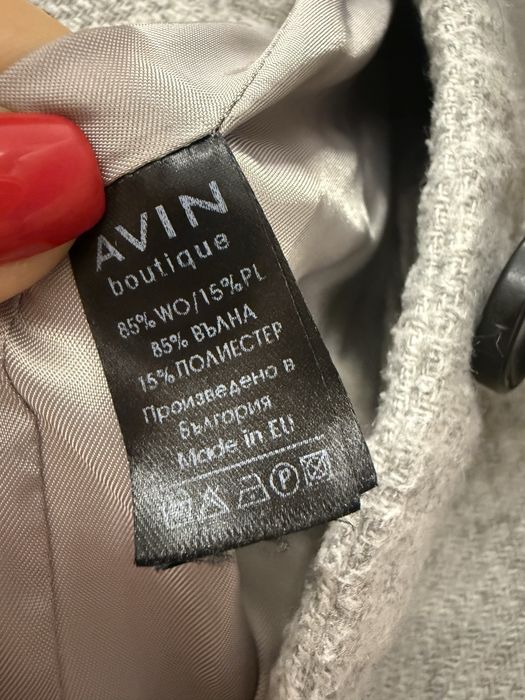 AVIN
boutique
85% WO/15% PL
85% ВЪЛНА
15% ПОЛИЕСТЕР
Произведено в
България
Made in EU
P